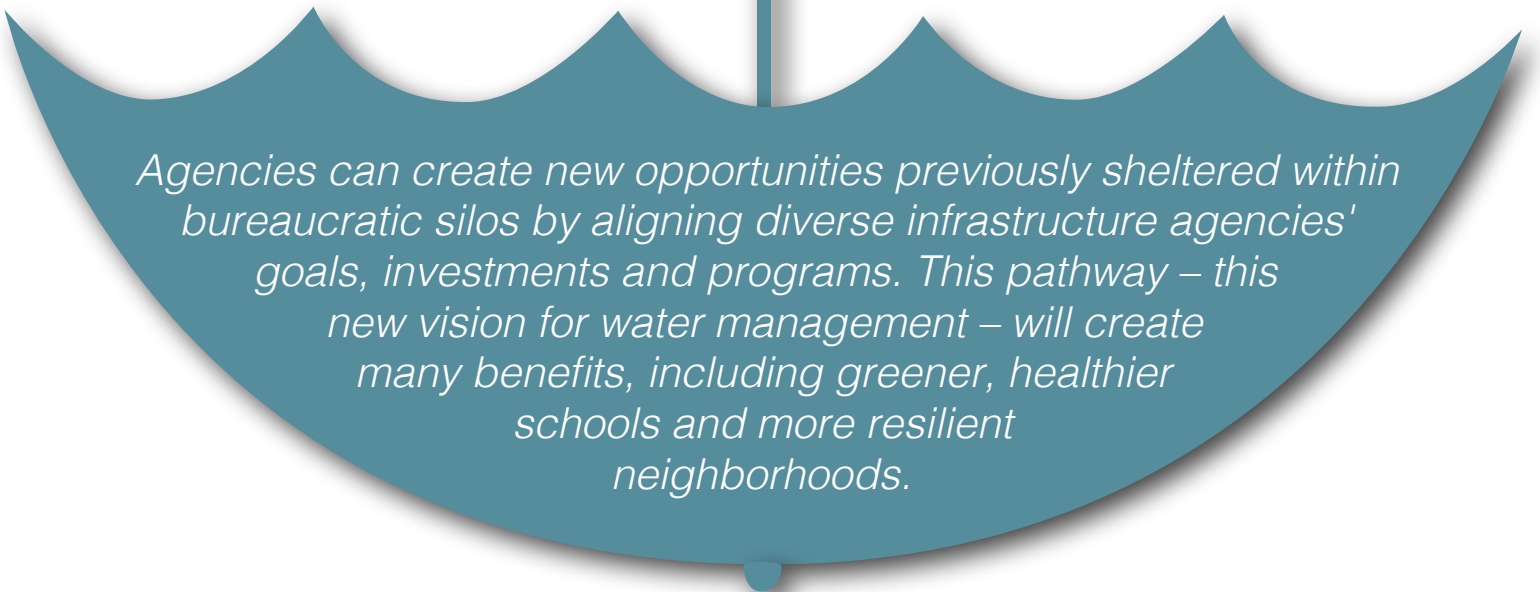 Agencies can create new opportunities previously sheltered within
bureaucratic silos by aligning diverse infrastructure agencies'
goals, investments and programs. This pathway – this
new vision for water management – will create
many benefits, including greener, healthier
schools and more resilient
neighborhoods.